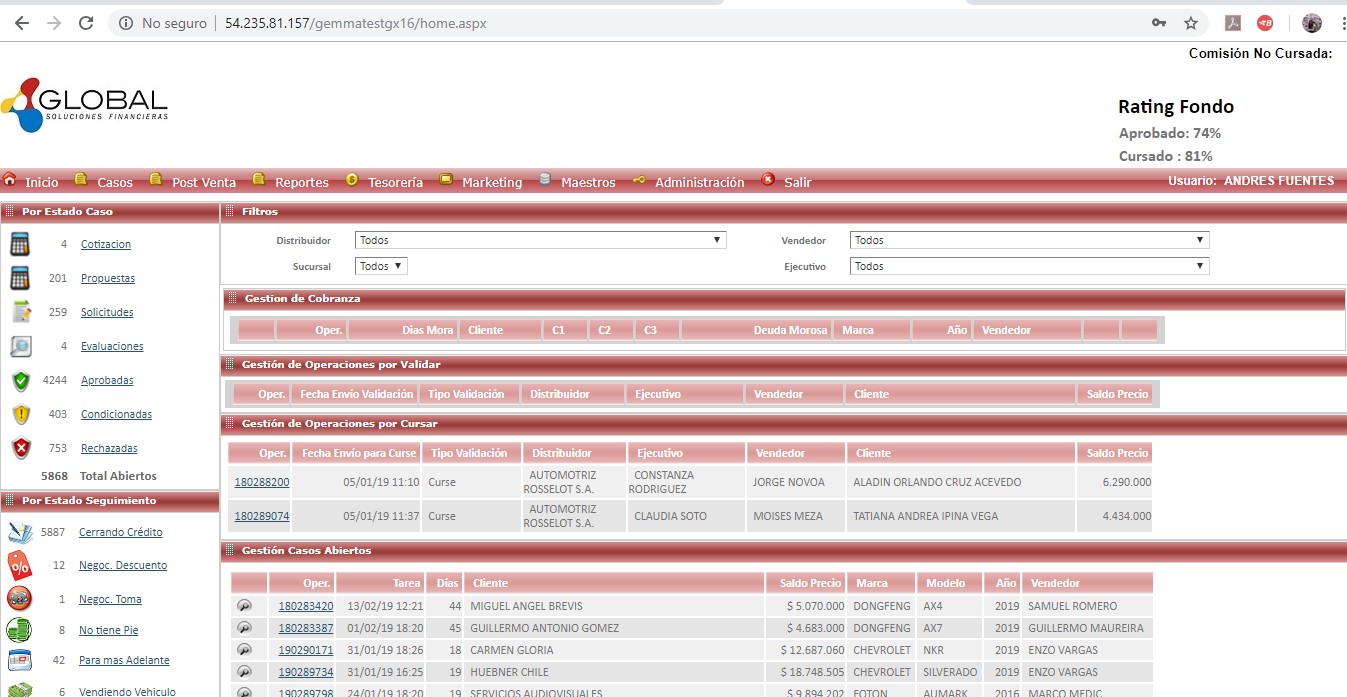 No seguro | 54.235.81.157/gemmatestgx16/home.aspx
Comisión No Cursada:
GLOBAL
SOLUCIONES FINANCIERAS
Rating Fondo
Aprobado: 74%
Cursado : 81%
Inicio Casos Post Venta Reportes Tesorería Marketing Maestros Administración Salir Usuario: ANDRES FUENTES
Por Estado Caso
4 Cotizacion
201 Propuestas
259 Solicitudes
4 Evaluaciones
4244 Aprobadas
403 Condicionadas
753 Rechazadas
5868 Total Abiertos
Por Estado Seguimiento
5887 Cerrando Crédito
12 Negoc. Descuento
1 Negoc. Toma
8 No tiene Pie
42 Para mas Adelante
6 Vendiendo Vehiculo
Filtros
Distribuidor Todos Vendedor Todos
Sucursal Todos Ejecutivo Todos
Gestion de Cobranza
Oper. Dias Mora Cliente C1 C2 C3 Deuda Morosa Marca Año Vendedor
Gestión de Operaciones por Validar
Oper. Fecha Envío Validación Tipo Validación Distribuidor Ejecutivo Vendedor Cliente Saldo Precio
Gestión de Operaciones por Cursar
Oper. Fecha Envío para Curse Tipo Validación Distribuidor Ejecutivo Vendedor Cliente Saldo Precio
180288200 05/01/19 11:10 Curse AUTOMOTRIZ ROSSELOT S.A. CONSTANZA RODRIGUEZ JORGE NOVOA ALADIN ORLANDO CRUZ ACEVEDO 6.290.000
180289074 05/01/19 11:37 Curse AUTOMOTRIZ ROSSELOT S.A. CLAUDIA SOTO MOISES MEZA TATIANA ANDREA IPINA VEGA 4.434.000
Gestión Casos Abiertos
Oper. Tarea Días Cliente Saldo Precio Marca Modelo Año Vendedor
180283420 13/02/19 12:21 44 MIGUEL ANGEL BREVIS $ 5.070.000 DONGFENG AX4 2019 SAMUEL ROMERO
180283387 01/02/19 18:20 45 GUILLERMO ANTONIO GOMEZ $ 4.683.000 DONGFENG AX7 2019 GUILLERMO MAUREIRA
190290171 31/01/19 18:26 18 CARMEN GLORIA $ 12.687.060 CHEVROLET NKR 2019 ENZO VARGAS
190289734 31/01/19 16:25 19 HUEBNER CHILE $ 18.748.505 CHEVROLET SILVERADO 2019 ENZO VARGAS
190289798 24/01/19 18:20 19 SERVICIOS AUDIOVISUALES $ 9.894.202 FOTON AUMARK 2016 MARCO MEDIC